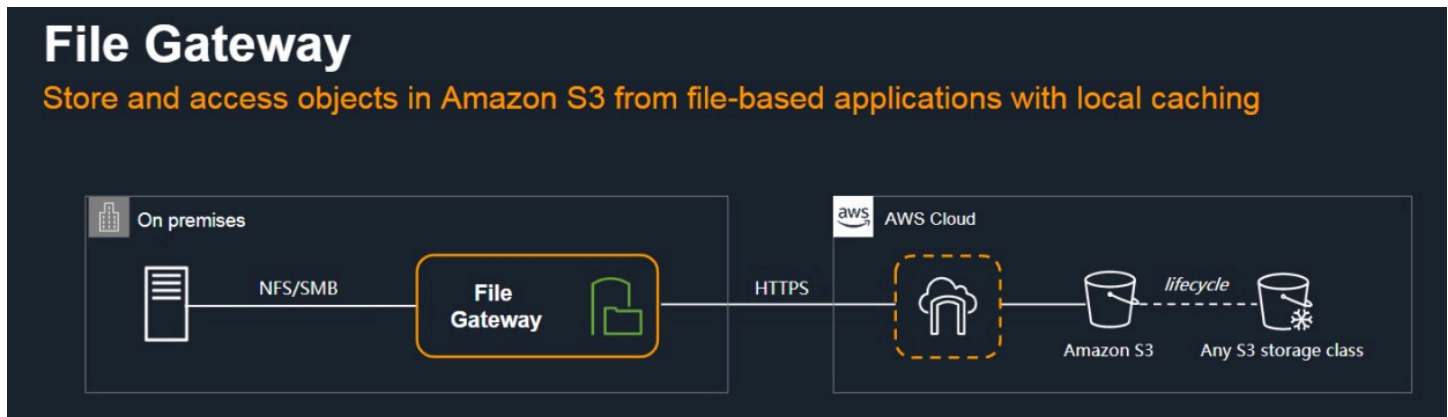 File Gateway
Store and access objects in Amazon S3 from file-based applications with local caching
On premises
aws
AWS Cloud
NFS/SMB
File
Gateway
HTTPS
lifecycle
Amazon S3
Any S3 storage class